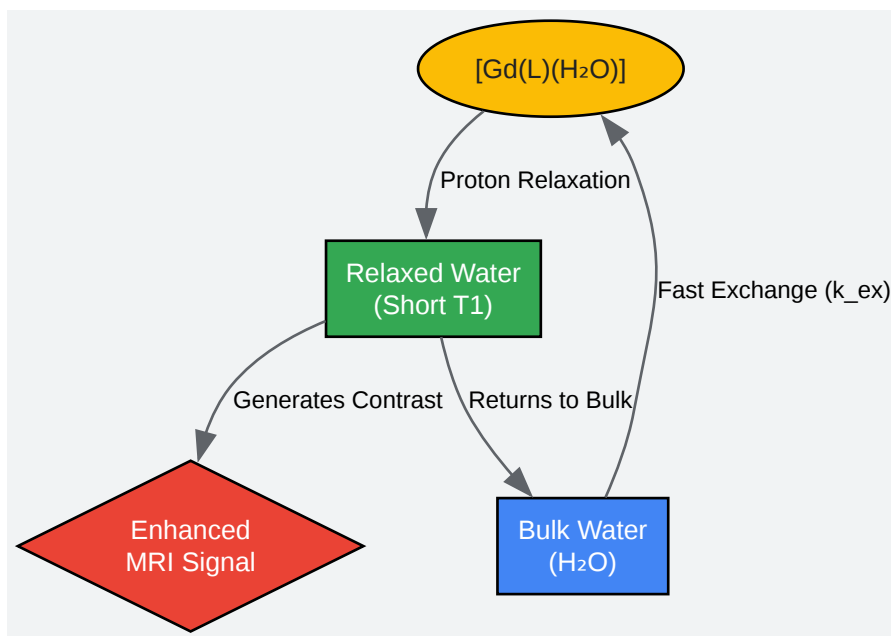 [Gd(L)(H₂O)]
Proton Relaxation
Relaxed Water
(Short T1)
Fast Exchange (k_ex)
Generates Contrast
Returns to Bulk
Enhanced
MRI Signal
Bulk Water
(H₂O)